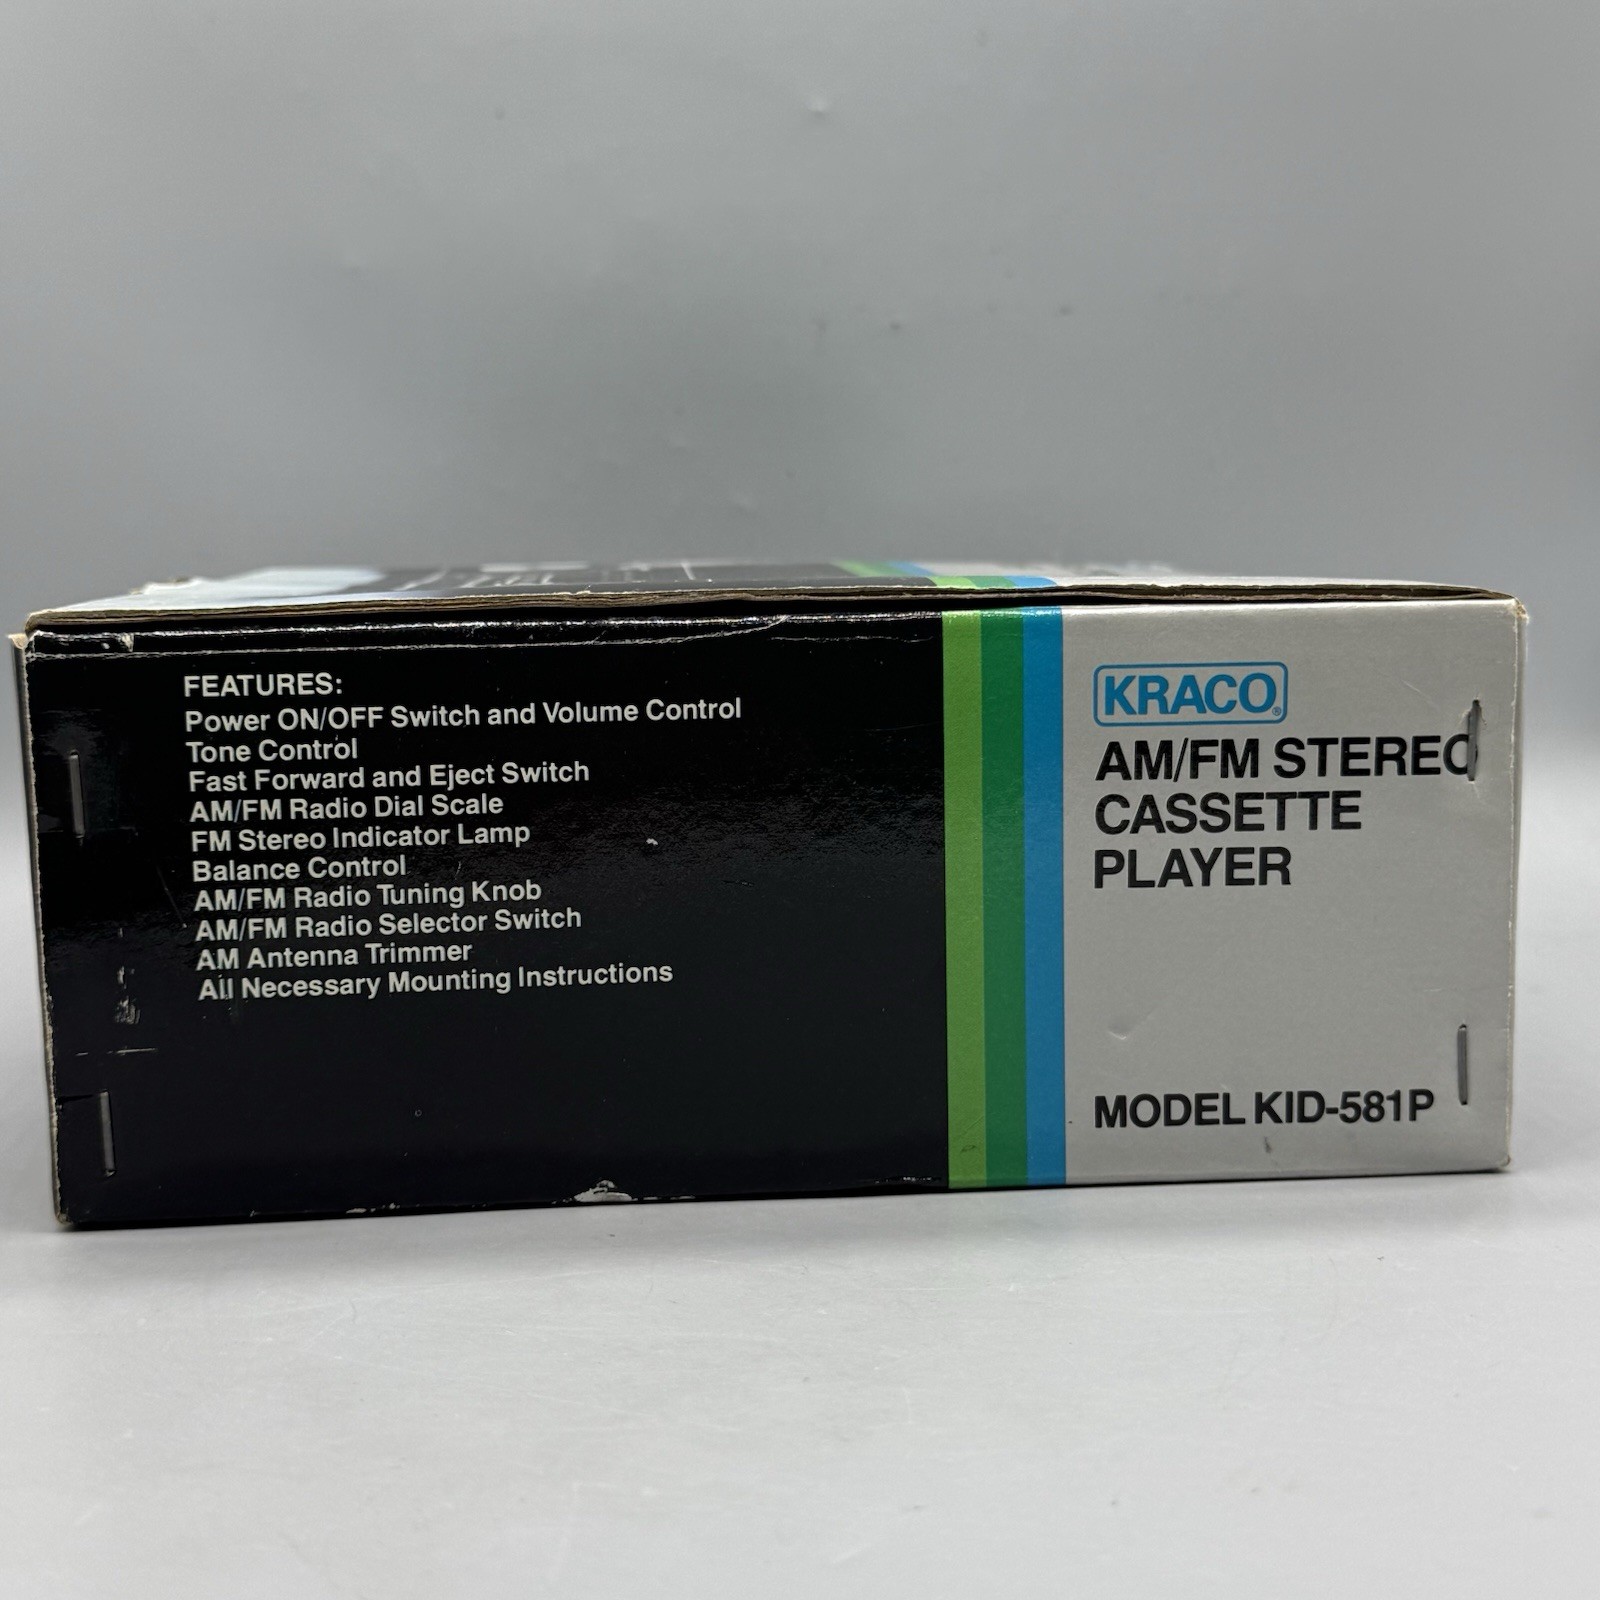 FEATURES:
Power ON/OFF Switch and Volume Control
Tone Control
Fast Forward and Eject Switch
AM/FM Radio Dial Scale
FM Stereo Indicator Lamp
Balance Control
AM/FM Radio Tuning Knob
AM/FM Radio Selector Switch
AM Antenna Trimmer
All Necessary Mounting Instructions
KRACO®
AM/FM STEREO
CASSETTE
PLAYER
MODEL KID-581P